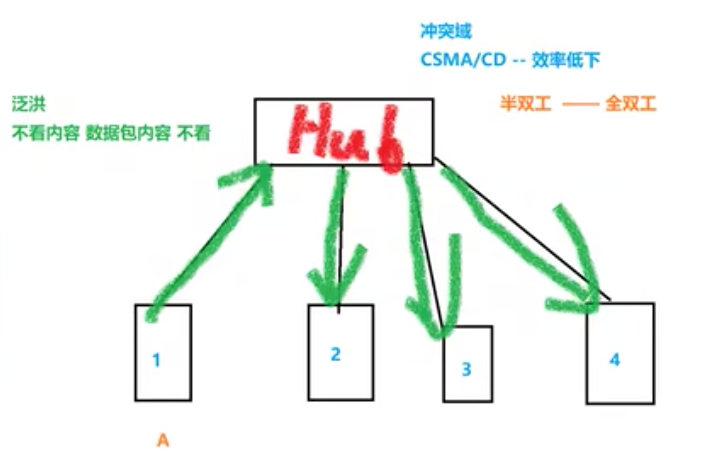 冲突域
CSMA/CD -- 效率低下
泛洪
不看内容 数据包内容 不看
半双工 —— 全双工
Hub
1
2
3
4
A